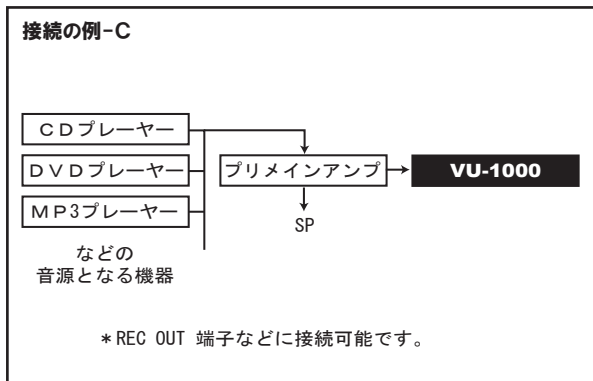 接続の例-C
CDプレーヤー
DVDプレーヤー
MP3プレーヤー
などの
音源となる機器
プリメインアンプ
VU-1000
SP
*REC OUT 端子などに接続可能です。